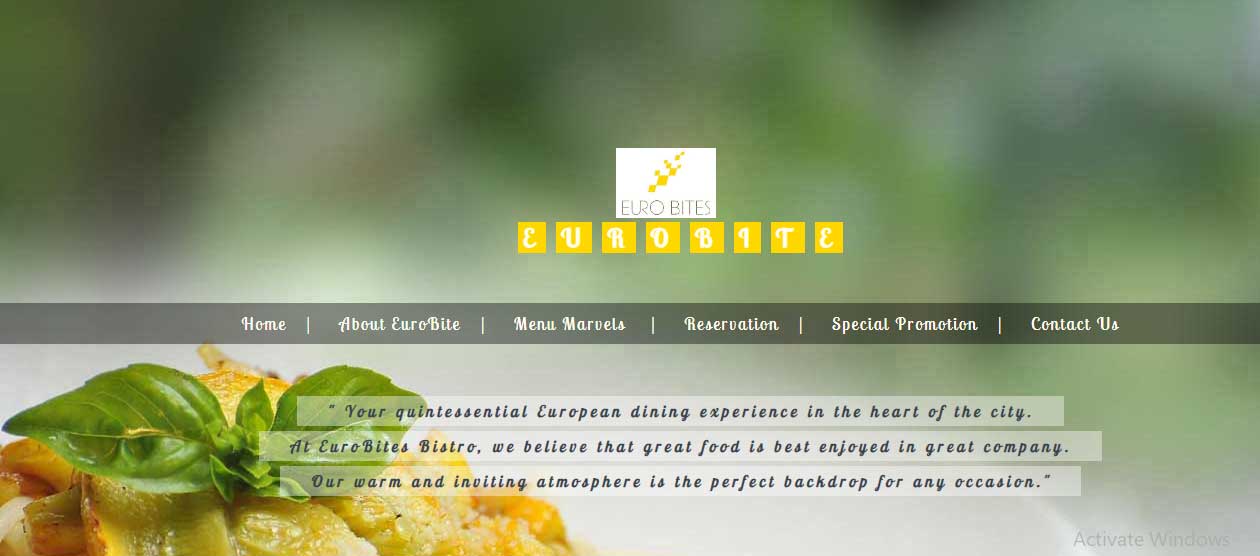 EURO BITES
EUROBITE
Home | About EuroBite | Menu Marvels | Reservation | Special Promotion | Contact Us
" Your quintessential European dining experience in the heart of the city.
At EuroBites Bistro, we believe that great food is best enjoyed in great company.
Our warm and inviting atmosphere is the perfect backdrop for any occasion."
Activate Windows